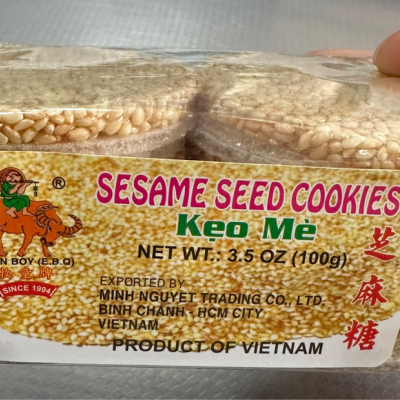 SESAME SEED COOKIES
Kẹo Mè
NET WT.: 3.5 OZ (100g)
芝麻糖
®
BOY (E.B.Q)
SINCE 1994
EXPORTED BY
MINH NGUYET TRADING CO., LTD.
BINH CHANH - HCM CITY
VIETNAM
PRODUCT OF VIETNAM